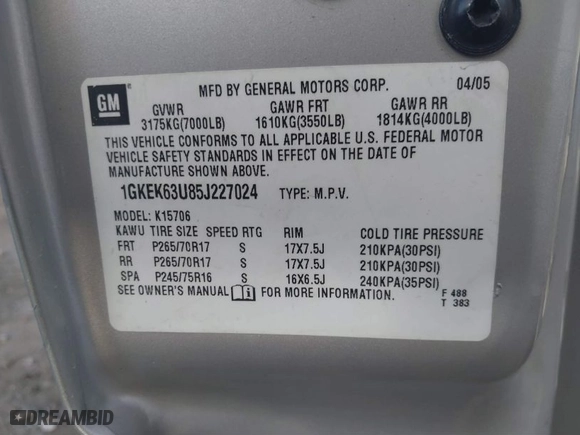 GM
MFD BY GENERAL MOTORS CORP. 04/05
GVWR GAWR FRT GAWR RR
3175KG(7000LB) 1610KG(3550LB) 1814KG(4000LB)
THIS VEHICLE CONFORMS TO ALL APPLICABLE U.S. FEDERAL MOTOR
VEHICLE SAFETY STANDARDS IN EFFECT ON THE DATE OF
MANUFACTURE SHOWN ABOVE.
1GKEK63U85J227024 TYPE: M.P.V.
MODEL: K15706
KAWU TIRE SIZE SPEED RTG RIM COLD TIRE PRESSURE
FRT P265/70R17 S 17X7.5J 210KPA(30PSI)
RR P265/70R17 S 17X7.5J 210KPA(30PSI)
SPA P245/75R16 S 16X6.5J 240KPA(35PSI)
SEE OWNER'S MANUAL FOR MORE INFORMATION.
F 488
T 383
DREAMBID